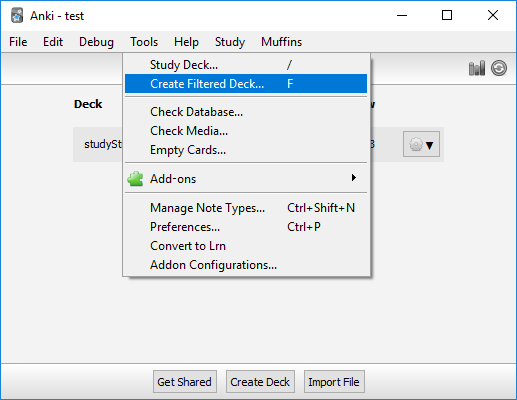 Anki - test
File Edit Debug Tools Help Study Muffins
Study Deck... /
Create Filtered Deck... F
Deck
Check Database...
Check Media...
Empty Cards...
Add-ons
Manage Note Types... Ctrl+Shift+N
Preferences... Ctrl+P
Convert to Lrn
Addon Configurations...
Get Shared Create Deck Import File